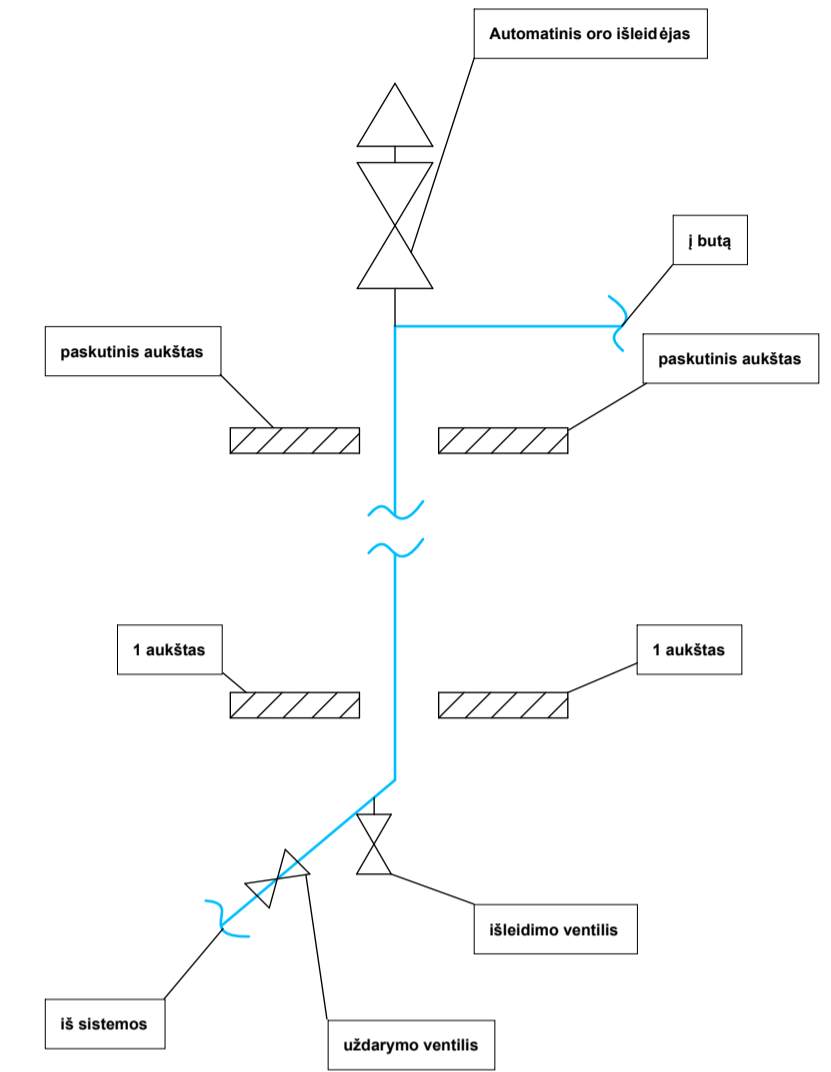 Automatinis oro išleidėjas
į butą
paskutinis aukštas
paskutinis aukštas
1 aukštas
1 aukštas
išleidimo ventilis
iš sistemos
uždarymo ventilis